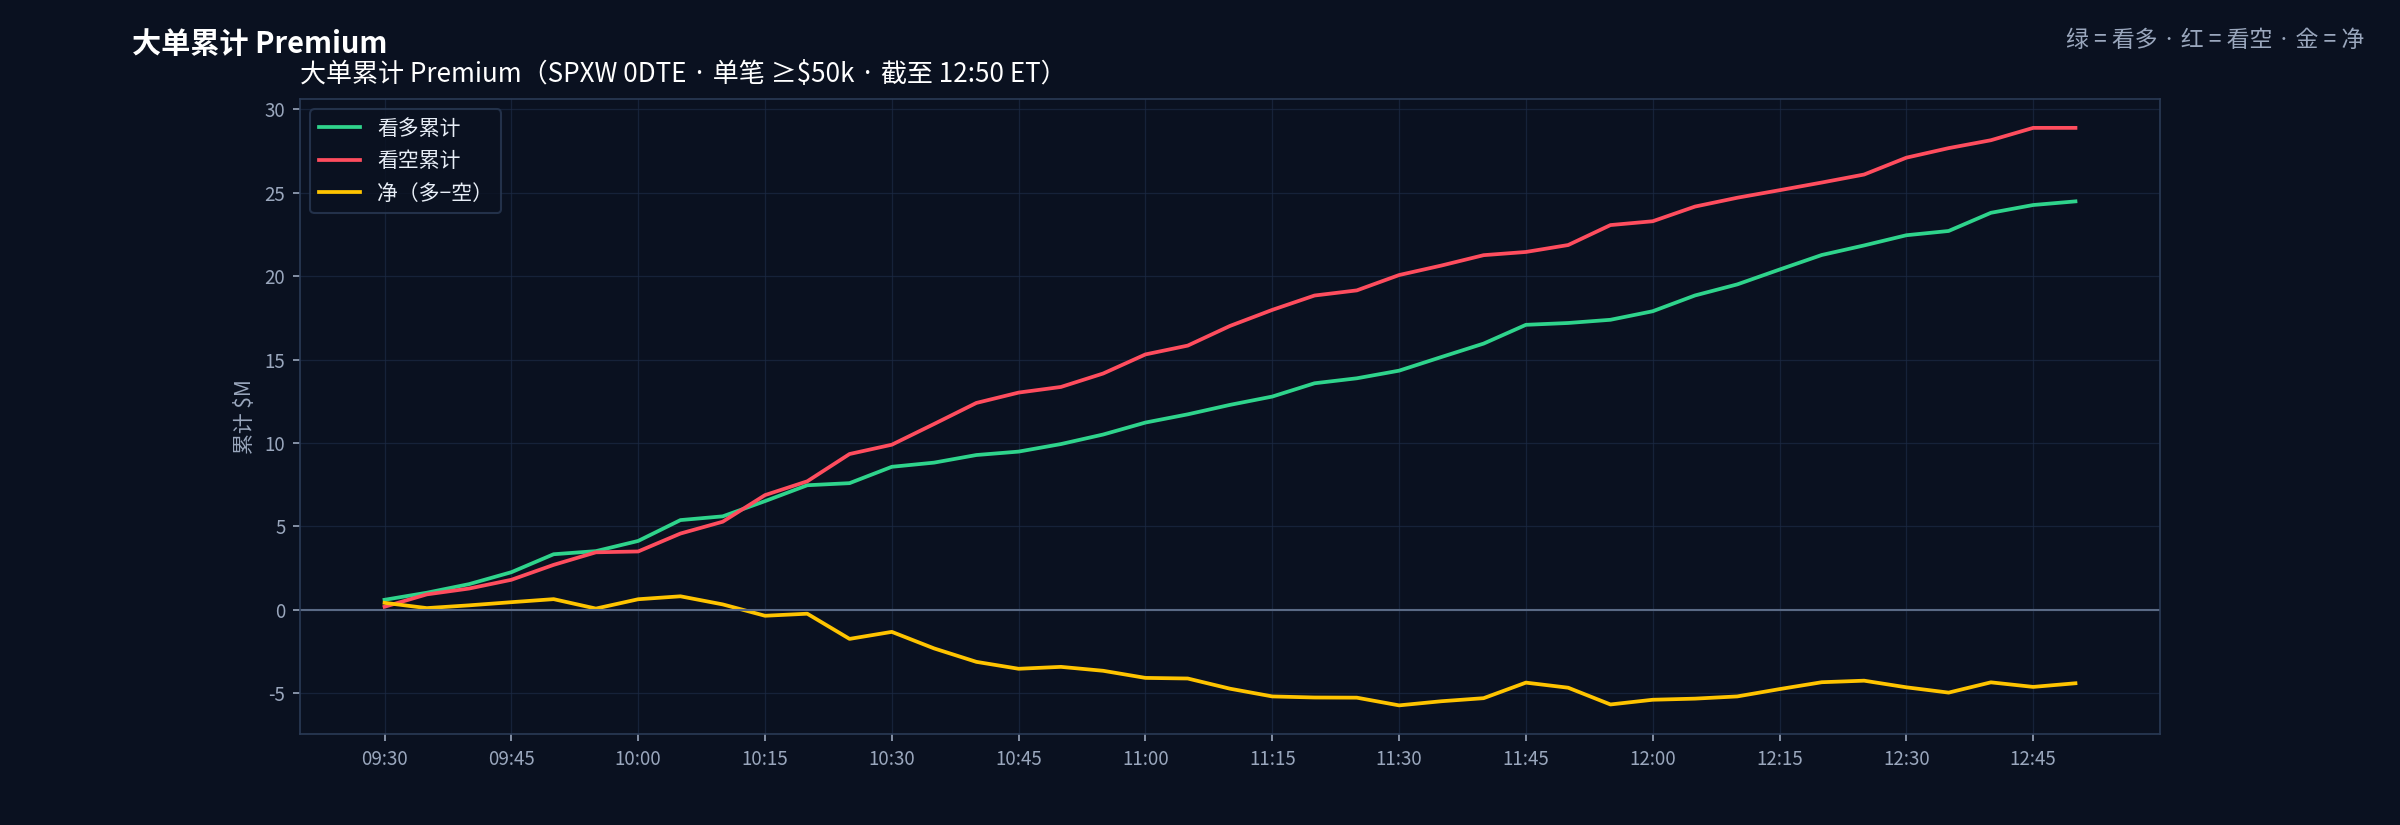 大单累计 Premium
绿 = 看多 · 红 = 看空 · 金 = 净
大单累计 Premium（SPXW 0DTE · 单笔 ≥$50k · 截至 12:50 ET）
看多累计
看空累计
净（多−空）
累计 $M
30
25
20
15
10
5
0
-5
09:30 09:45 10:00 10:15 10:30 10:45 11:00 11:15 11:30 11:45 12:00 12:15 12:30 12:45